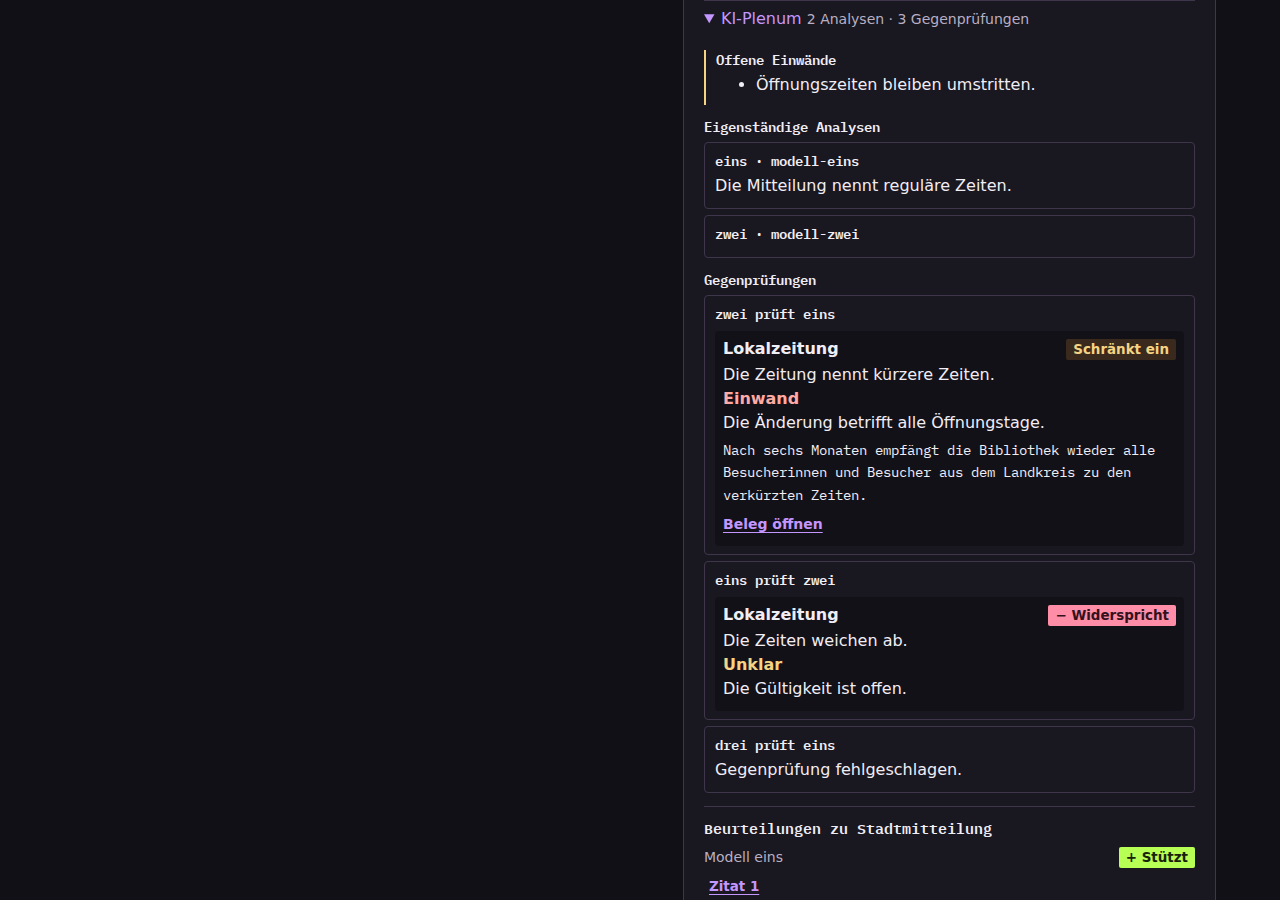 ▼ KI-Plenum 2 Analysen · 3 Gegenprüfungen
Offene Einwände
• Öffnungszeiten bleiben umstritten.
Eigenständige Analysen
eins · modell-eins
Die Mitteilung nennt reguläre Zeiten.
zwei · modell-zwei
Gegenprüfungen
zwei prüft eins
Lokalzeitung Schränkt ein
Die Zeitung nennt kürzere Zeiten.
Einwand
Die Änderung betrifft alle Öffnungstage.
Nach sechs Monaten empfängt die Bibliothek wieder alle
Besucherinnen und Besucher aus dem Landkreis zu den
verkürzten Zeiten.
Beleg öffnen
eins prüft zwei
Lokalzeitung − Widerspricht
Die Zeiten weichen ab.
Unklar
Die Gültigkeit ist offen.
drei prüft eins
Gegenprüfung fehlgeschlagen.
Beurteilungen zu Stadtmitteilung
Modell eins + Stützt
Zitat 1